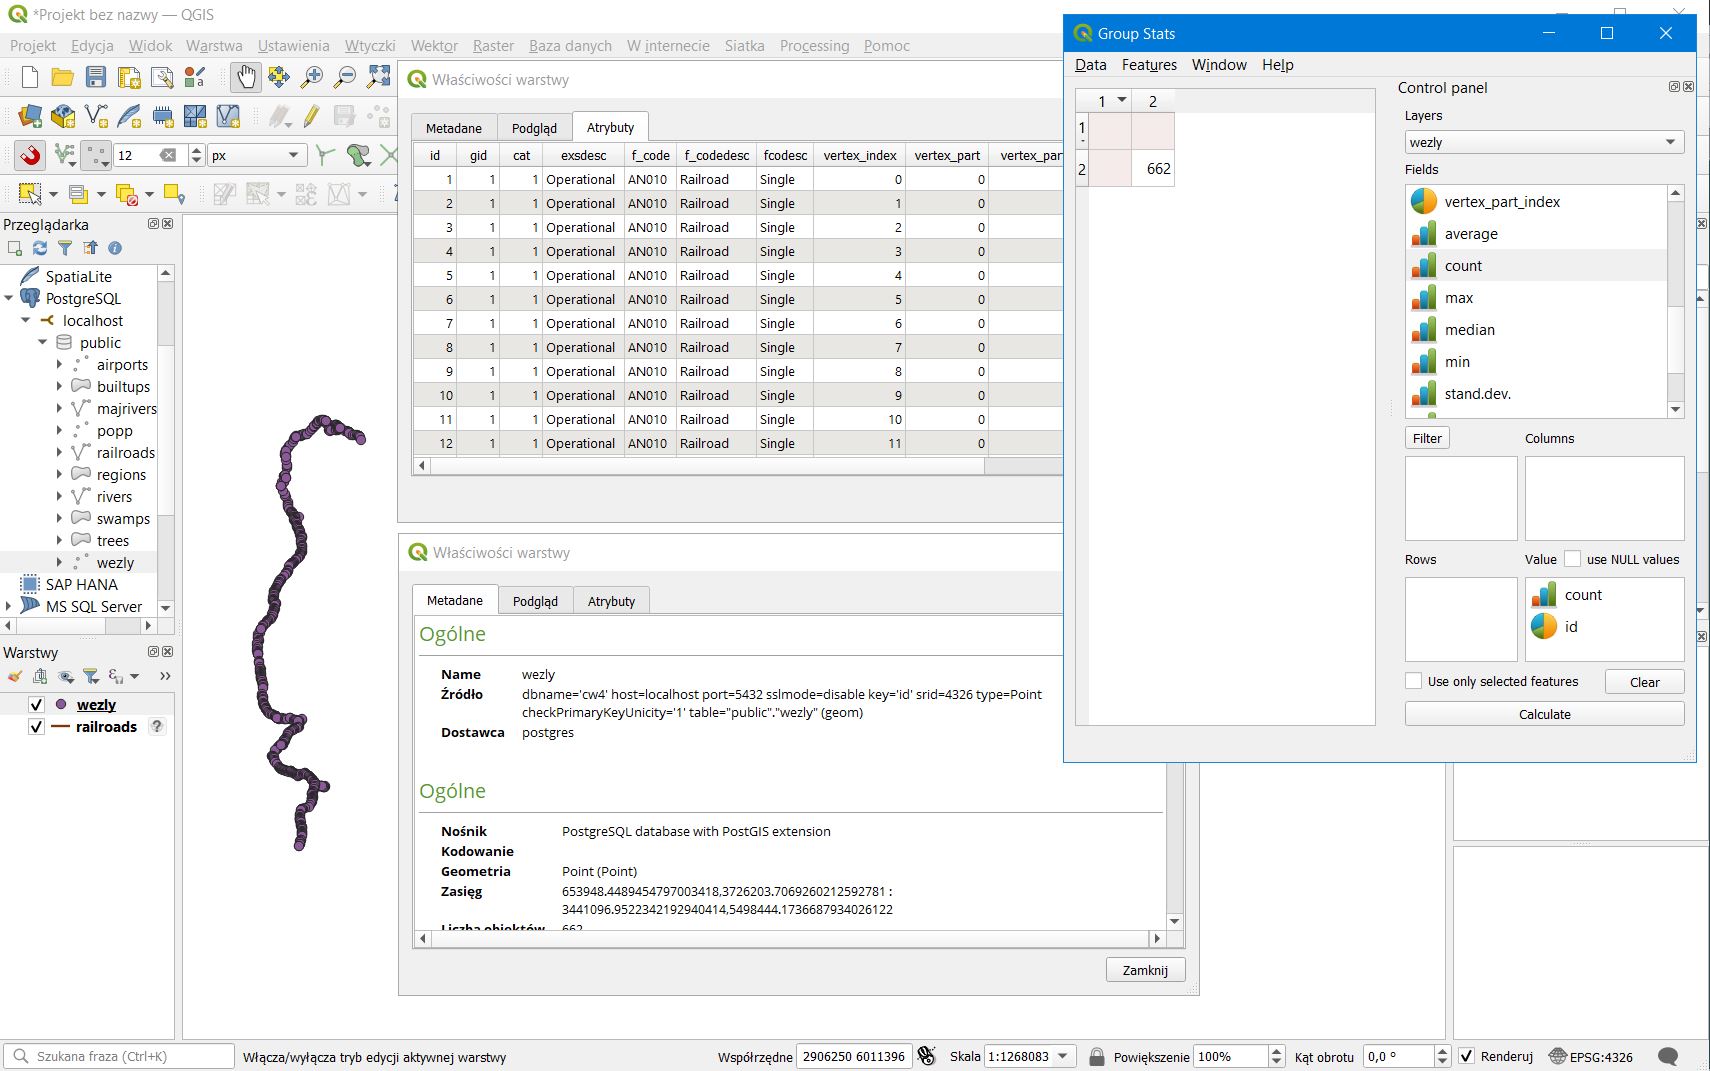 *Projekt bez nazwy — QGIS
Projekt Edycja Widok Warstwa Ustawienia Wtyczki Wektor Raster Baza danych W internecie Siatka Processing Pomoc
12 px
Przeglądarka
SpatiaLite
PostgreSQL
localhost
public
airports
builtups
majrivers
popp
railroads
regions
rivers
swamps
trees
wezly
SAP HANA
MS SQL Server
Warstwy
wezly
railroads ?
Właściwości warstwy
Metadane Podgląd Atrybuty
id gid cat exsdesc f_code f_codedesc fcodesc vertex_index vertex_part vertex_par
1 1 1 Operational AN010 Railroad Single 0 0
2 1 1 Operational AN010 Railroad Single 1 0
3 1 1 Operational AN010 Railroad Single 2 0
4 1 1 Operational AN010 Railroad Single 3 0
5 1 1 Operational AN010 Railroad Single 4 0
6 1 1 Operational AN010 Railroad Single 5 0
7 1 1 Operational AN010 Railroad Single 6 0
8 1 1 Operational AN010 Railroad Single 7 0
9 1 1 Operational AN010 Railroad Single 8 0
10 1 1 Operational AN010 Railroad Single 9 0
11 1 1 Operational AN010 Railroad Single 10 0
12 1 1 Operational AN010 Railroad Single 11 0
Właściwości warstwy
Metadane Podgląd Atrybuty
Ogólne
Name wezly
Źródło dbname='cw4' host=localhost port=5432 sslmode=disable key='id' srid=4326 type=Point
checkPrimaryKeyUnicity='1' table="public"."wezly" (geom)
Dostawca postgres
Ogólne
Nośnik PostgreSQL database with PostGIS extension
Kodowanie
Geometria Point (Point)
Zasięg 653948.4489454797003418,3726203.7069260212592781 :
3441096.9522342192940414,5498444.1736687934026122
Liczba obiektów 662
Zamknij
Group Stats
Data Features Window Help
1 2
1
2 662
Control panel
Layers
wezly
Fields
vertex_part_index
average
count
max
median
min
stand.dev.
Filter Columns
Rows Value use NULL values
count
id
Use only selected features Clear
Calculate
Szukana fraza (Ctrl+K) Włącza/wyłącza tryb edycji aktywnej warstwy Współrzędne 2906250 6011396 Skala 1:1268083 Powiększenie 100% Kąt obrotu 0,0 ° Renderuj EPSG:4326